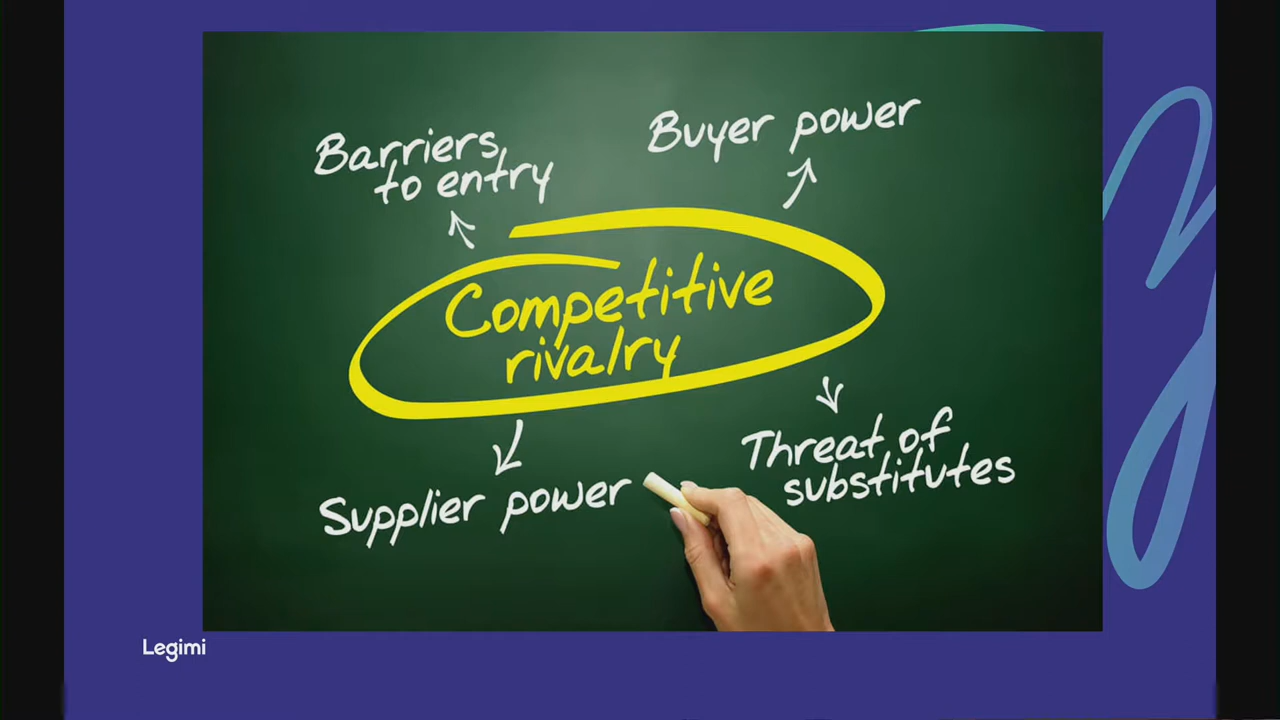 Barriers
to entry
Buyer power
Competitive
rivalry
Supplier power
Threat of
substitutes
Legimi